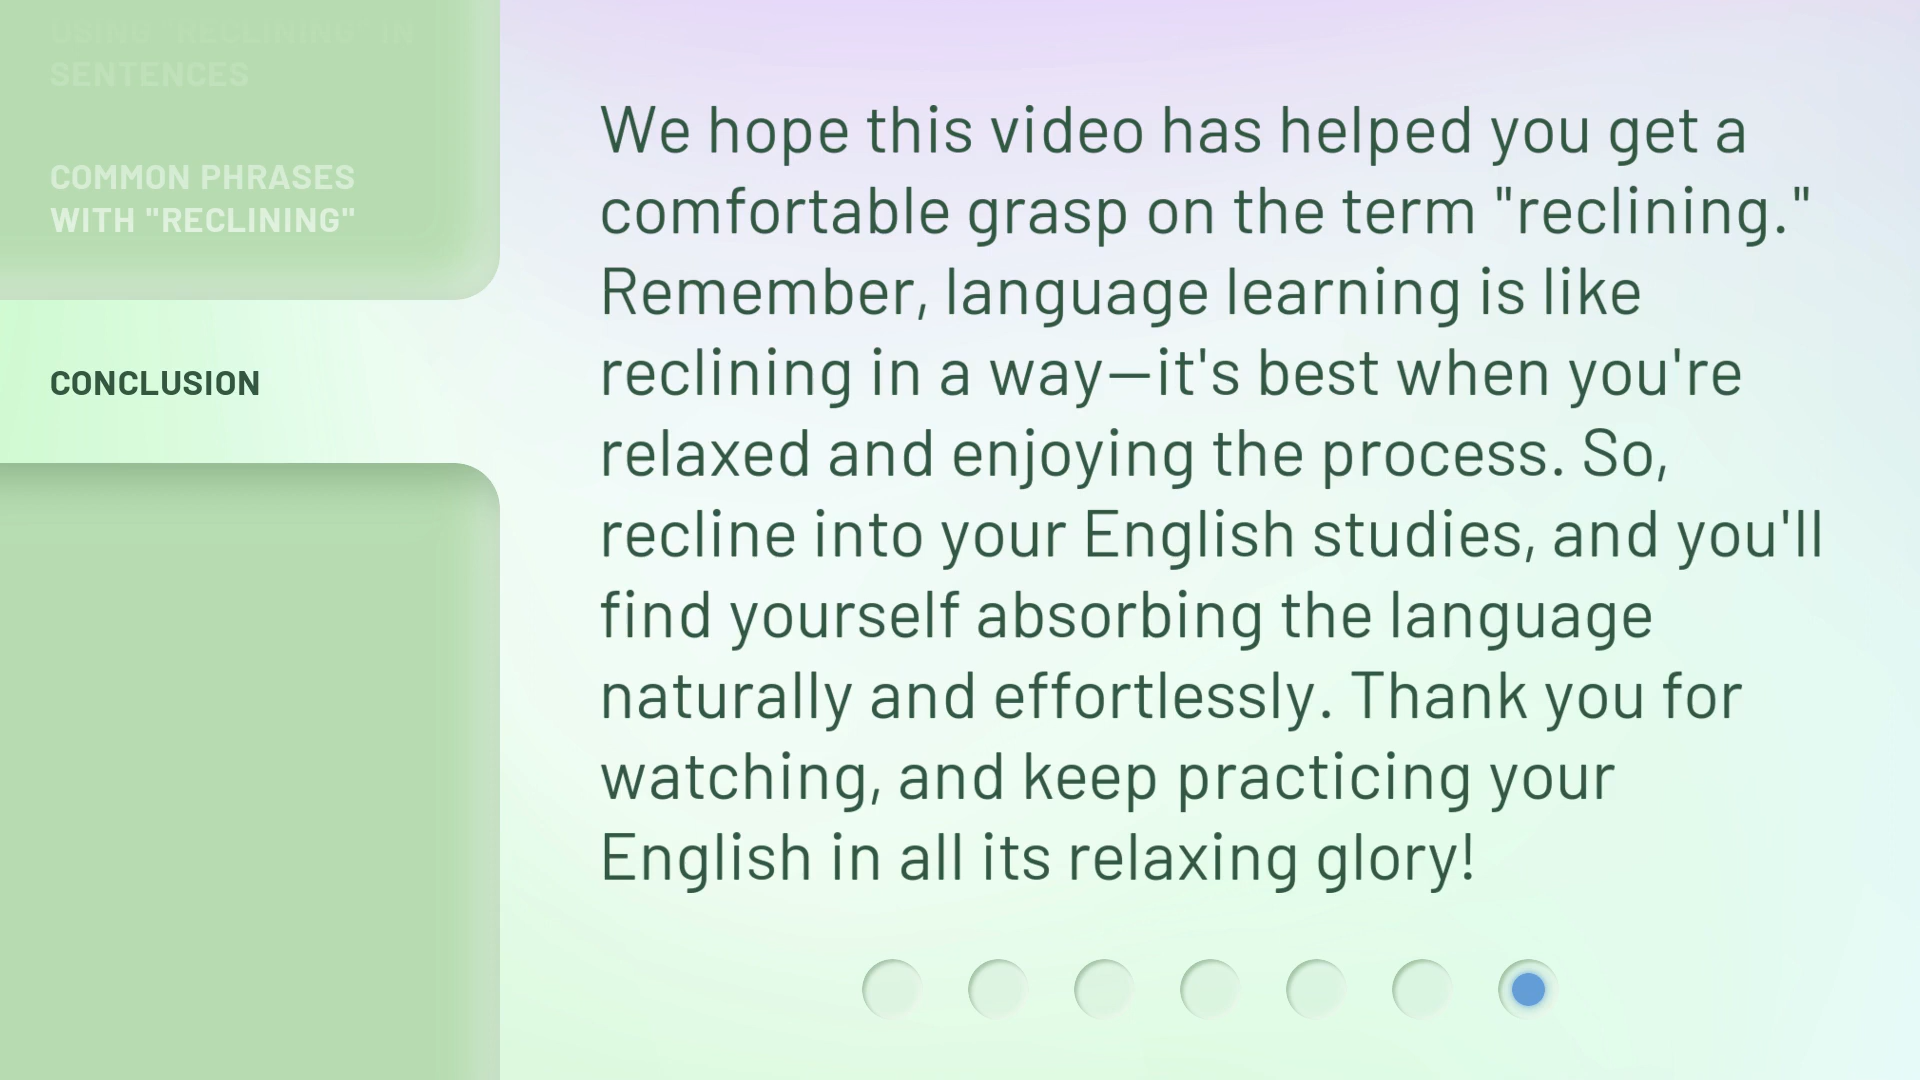 USING "RECLINING" IN
SENTENCES
COMMON PHRASES
WITH "RECLINING"
CONCLUSION
We hope this video has helped you get a
comfortable grasp on the term "reclining."
Remember, language learning is like
reclining in a way—it's best when you're
relaxed and enjoying the process. So,
recline into your English studies, and you'll
find yourself absorbing the language
naturally and effortlessly. Thank you for
watching, and keep practicing your
English in all its relaxing glory!